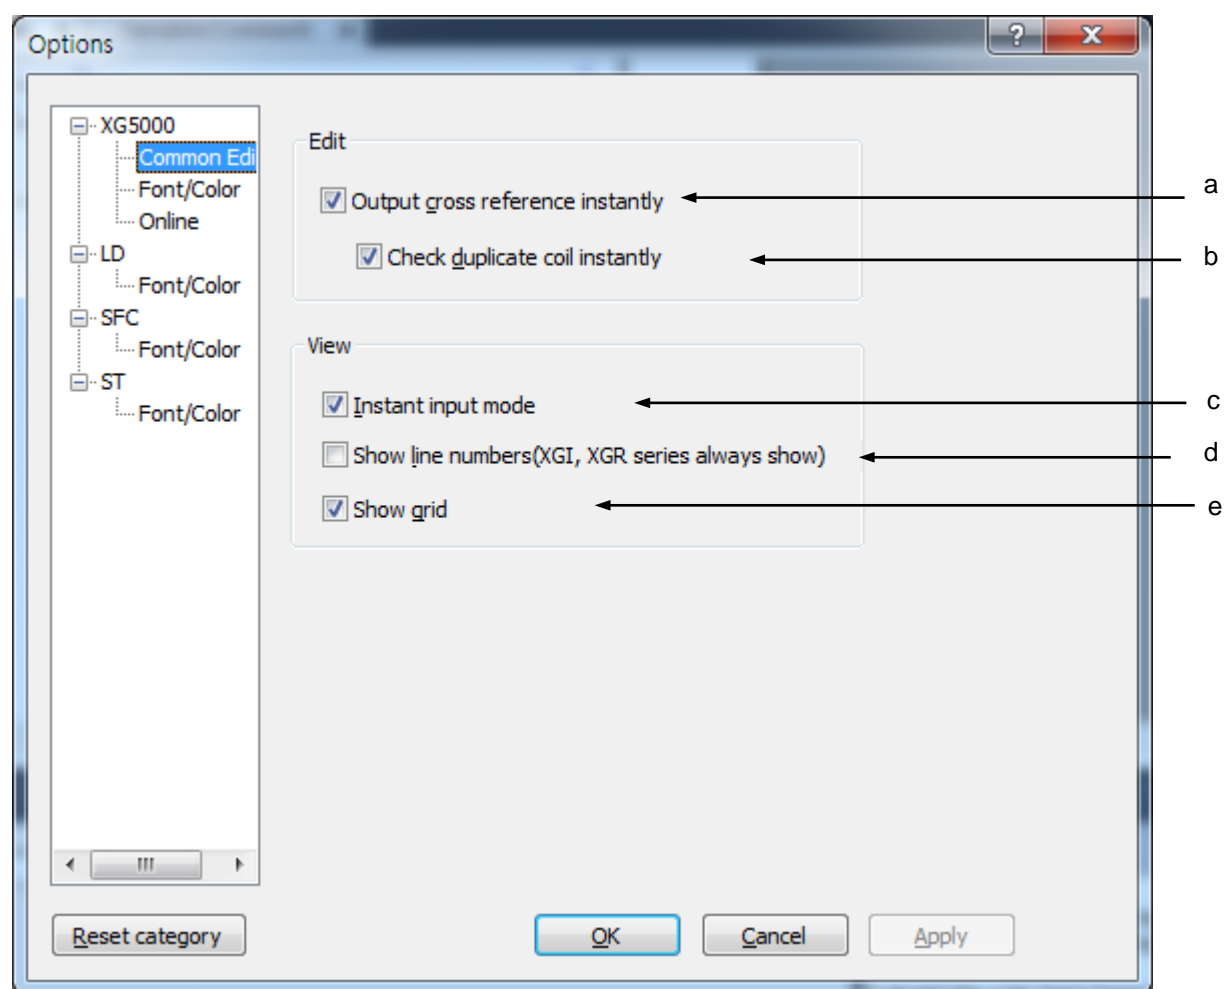 Options
?
x
XG5000
Common Edi
Font/Color
Online
LD
Font/Color
SFC
Font/Color
ST
Font/Color
Edit
Output cross reference instantly
a
Check duplicate coil instantly
b
View
Instant input mode
c
Show line numbers(XGI, XGR series always show)
d
Show grid
e
Reset category
OK
Cancel
Apply